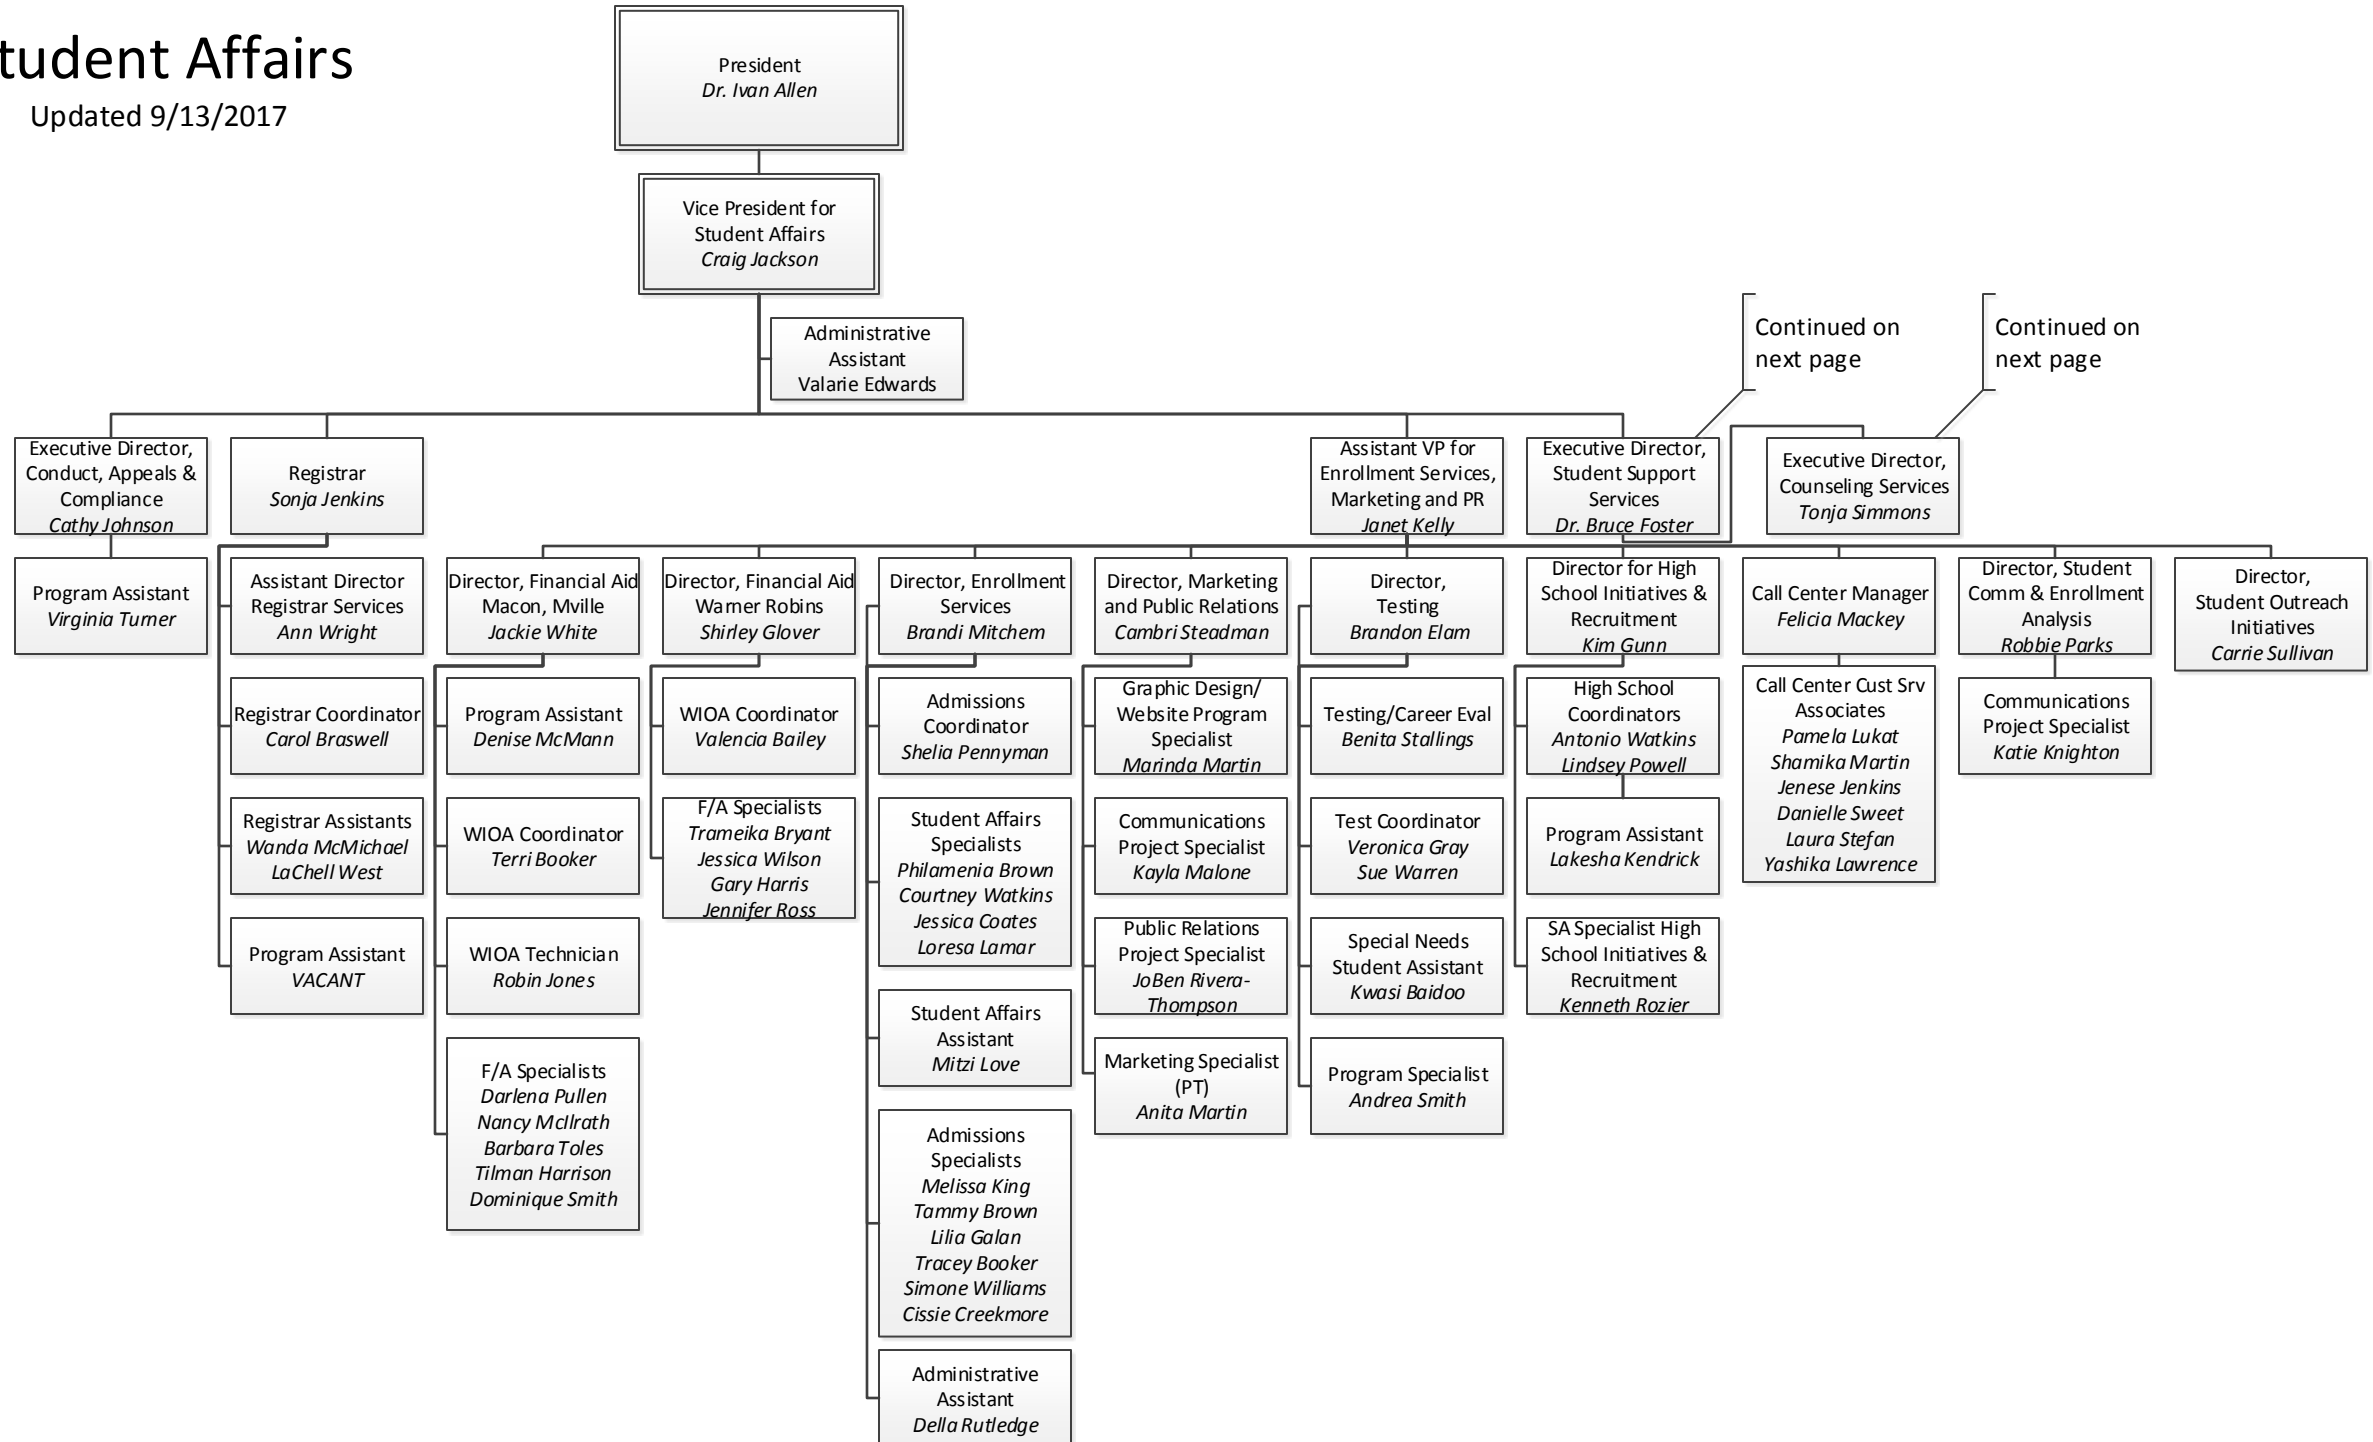 tudent Affairs
Updated 9/13/2017
President
Dr. Ivan Allen
Vice President for
Student Affairs
Craig Jackson
Administrative
Assistant
Valarie Edwards
Continued on
next page
Continued on
next page
Executive Director,
Conduct, Appeals &
Compliance
Cathy Johnson
Registrar
Sonja Jenkins
Assistant VP for
Enrollment Services,
Marketing and PR
Janet Kelly
Executive Director,
Student Support
Services
Dr. Bruce Foster
Executive Director,
Counseling Services
Tonja Simmons
Program Assistant
Virginia Turner
Assistant Director
Registrar Services
Ann Wright
Director, Financial Aid
Macon, Mville
Jackie White
Director, Financial Aid
Warner Robins
Shirley Glover
Director, Enrollment
Services
Brandi Mitchem
Director, Marketing
and Public Relations
Cambri Steadman
Director,
Testing
Brandon Elam
Director for High
School Initiatives &
Recruitment
Kim Gunn
Call Center Manager
Felicia Mackey
Director, Student
Comm & Enrollment
Analysis
Robbie Parks
Director,
Student Outreach
Initiatives
Carrie Sullivan
Registrar Coordinator
Carol Braswell
Program Assistant
Denise McMann
WIOA Coordinator
Valencia Bailey
Admissions
Coordinator
Shelia Pennyman
Graphic Design/
Website Program
Specialist
Marinda Martin
Testing/Career Eval
Benita Stallings
High School
Coordinators
Antonio Watkins
Lindsey Powell
Call Center Cust Srv
Associates
Pamela Lukat
Shamika Martin
Jenese Jenkins
Danielle Sweet
Laura Stefan
Yashika Lawrence
Communications
Project Specialist
Katie Knighton
Registrar Assistants
Wanda McMichael
LaChell West
WIOA Coordinator
Terri Booker
F/A Specialists
Trameika Bryant
Jessica Wilson
Gary Harris
Jennifer Ross
Student Affairs
Specialists
Philamenia Brown
Courtney Watkins
Jessica Coates
Loresa Lamar
Communications
Project Specialist
Kayla Malone
Test Coordinator
Veronica Gray
Sue Warren
Program Assistant
Lakesha Kendrick
Program Assistant
VACANT
WIOA Technician
Robin Jones
Public Relations
Project Specialist
JoBen Rivera-
Thompson
Special Needs
Student Assistant
Kwasi Baidoo
SA Specialist High
School Initiatives &
Recruitment
Kenneth Rozier
F/A Specialists
Darlena Pullen
Nancy McIlrath
Barbara Toles
Tilman Harrison
Dominique Smith
Student Affairs
Assistant
Mitzi Love
Marketing Specialist
(PT)
Anita Martin
Program Specialist
Andrea Smith
Admissions
Specialists
Melissa King
Tammy Brown
Lilia Galan
Tracey Booker
Simone Williams
Cissie Creekmore
Administrative
Assistant
Della Rutledge